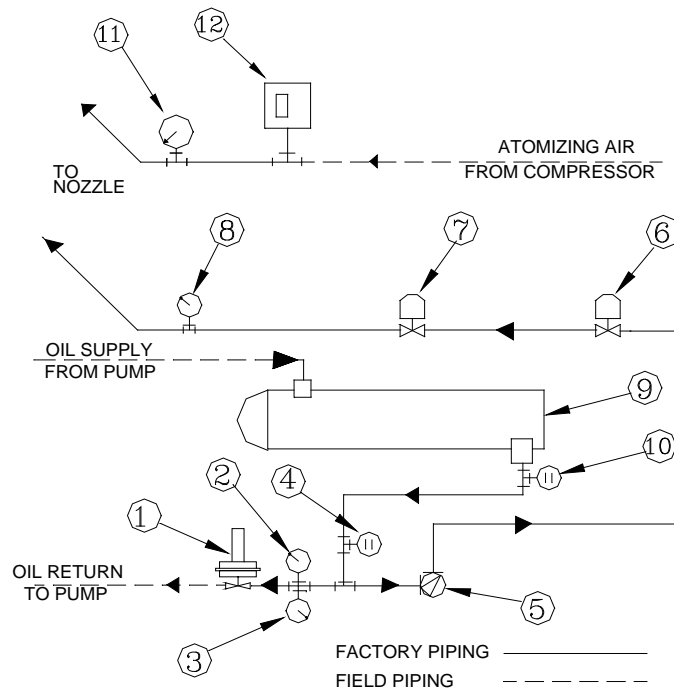 11
12
ATOMIZING AIR
FROM COMPRESSOR
TO
NOZZLE
8
7
6
OIL SUPPLY
FROM PUMP
9
10
4
2
1
OIL RETURN
TO PUMP
5
3
FACTORY PIPING
FIELD PIPING